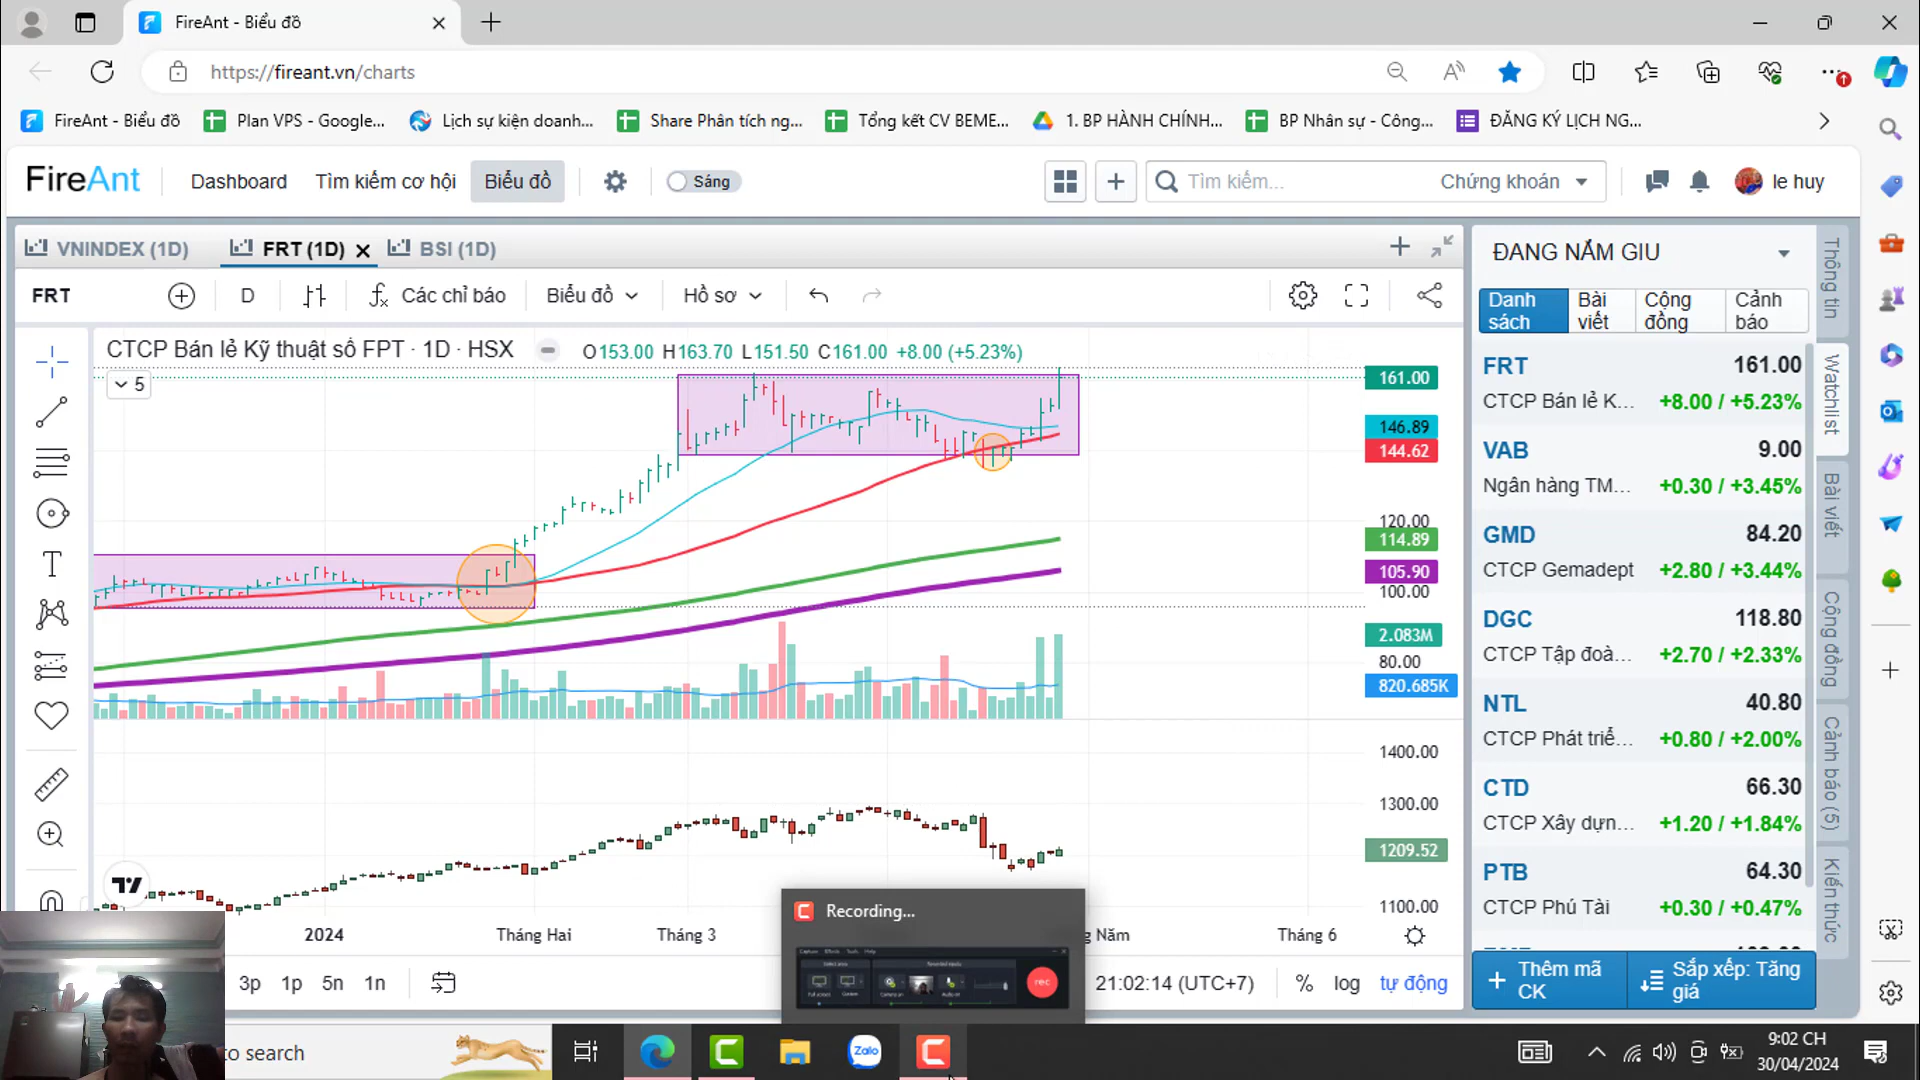 FireAnt - Biểu đồ
https://fireant.vn/charts
FireAnt - Biểu đồ
Plan VPS - Google...
Lịch sự kiện doanh...
Share Phân tích ng...
Tổng kết CV BEME...
1. BP HÀNH CHÍNH...
BP Nhân sự - Công...
ĐĂNG KÝ LỊCH NG...
FireAnt
Dashboard
Tìm kiếm cơ hội
Biểu đồ
Sáng
Tìm kiếm...
Chứng khoán
le huy
VNINDEX (1D)
FRT (1D)
BSI (1D)
FRT
D
Các chỉ báo
Biểu đồ
Hồ sơ
CTCP Bán lẻ Kỹ thuật số FPT · 1D · HSX
O153.00 H163.70 L151.50 C161.00 +8.00 (+5.23%)
5
161.00
146.89
144.62
120.00
114.89
105.90
100.00
2.083M
80.00
820.685K
1400.00
1300.00
1209.52
1100.00
2024
Tháng Hai
Tháng 3
Năm
Tháng 6
3p
1p
5n
1n
21:02:14 (UTC+7)
%
log
tự động
ĐANG NẮM GIU
Danh sách
Bài viết
Cộng đồng
Cảnh báo
FRT
161.00
CTCP Bán lẻ K...
+8.00 / +5.23%
VAB
9.00
Ngân hàng TM...
+0.30 / +3.45%
GMD
84.20
CTCP Gemadept
+2.80 / +3.44%
DGC
118.80
CTCP Tập đoà...
+2.70 / +2.33%
NTL
40.80
CTCP Phát triể...
+0.80 / +2.00%
CTD
66.30
CTCP Xây dựn...
+1.20 / +1.84%
PTB
64.30
CTCP Phú Tài
+0.30 / +0.47%
Thêm mã CK
Sắp xếp: Tăng giá
Thông tin
Watchlist
Bài viết
Cộng đồng
Cảnh báo (5)
Kiến thức
Recording...
rec
to search
Zalo
9:02 CH
30/04/2024